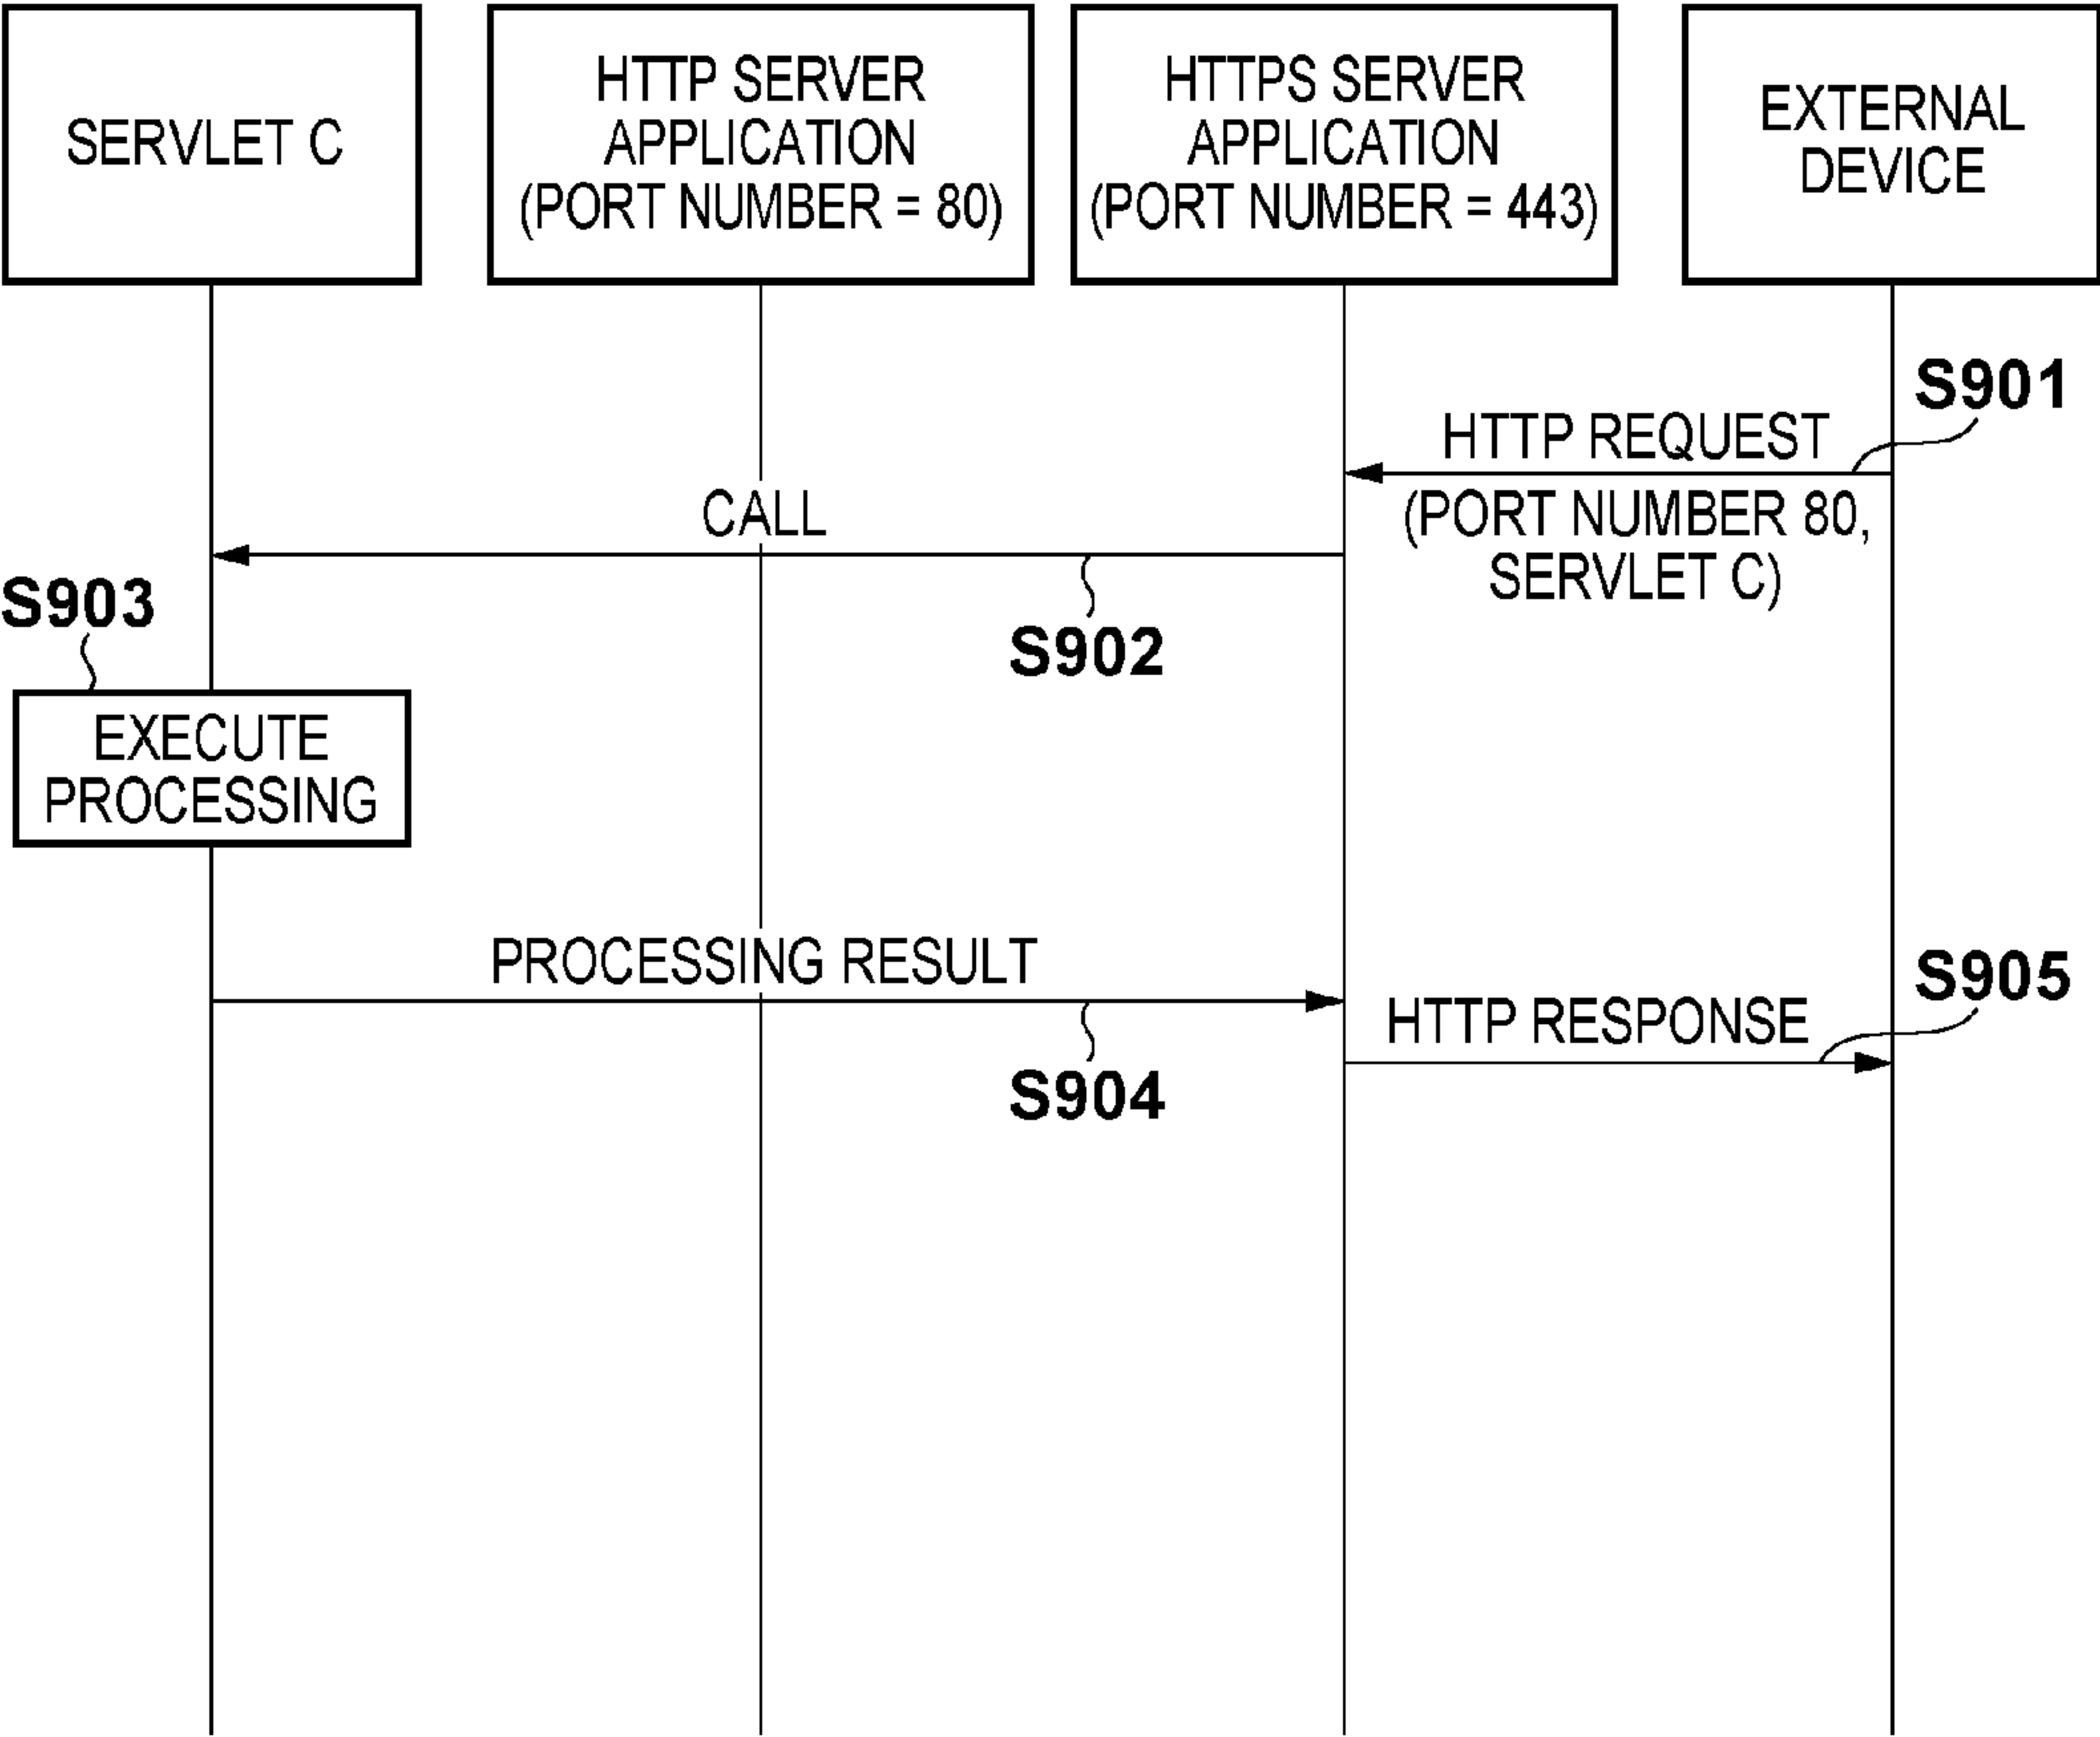 SERVLET C
HTTP SERVER
APPLICATION
(PORT NUMBER = 80)
HTTPS SERVER
APPLICATION
(PORT NUMBER = 443)
EXTERNAL
DEVICE
S901
HTTP REQUEST
(PORT NUMBER 80,
SERVLET C)
CALL
S902
S903
EXECUTE
PROCESSING
PROCESSING RESULT
S904
HTTP RESPONSE
S905